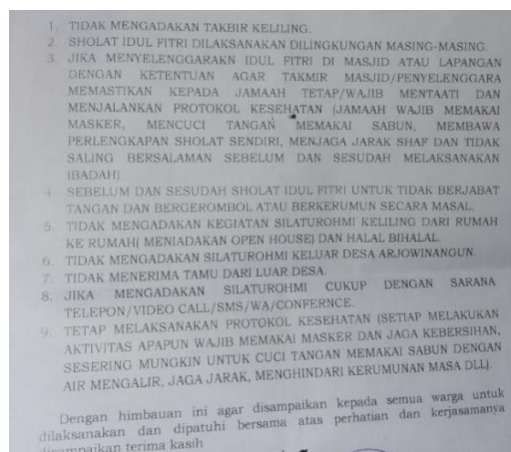 1. TIDAK MENGADAKAN TAKBIR KELILING.
2. SHOLAT IDUL FITRI DILAKSANAKAN DILINGKUNGAN MASING-MASING.
3. JIKA MENYELENGGARAKN IDUL FITRI DI MASJID ATAU LAPANGAN
DENGAN KETENTUAN AGAR TAKMIR MASJID/PENYELENGGARA
MEMASTIKAN KEPADA JAMAAH TETAP/WAJIB MENTAATI DAN
MENJALANKAN PROTOKOL KESEHATAN (JAMAAH WAJIB MEMAKAI
MASKER, MENCUCI TANGAN MEMAKAI SABUN, MEMBAWA
PERLENGKAPAN SHOLAT SENDIRI, MENJAGA JARAK SHAF DAN TIDAK
SALING BERSALAMAN SEBELUM DAN SESUDAH MELAKSANAKAN
IBADAH).
4. SEBELUM DAN SESUDAH SHOLAT IDUL FITRI UNTUK TIDAK BERJABAT
TANGAN DAN BERGEROMBOL ATAU BERKERUMUN SECARA MASAL.
5. TIDAK MENGADAKAN KEGIATAN SILATUROHMI KELILING DARI RUMAH
KE RUMAH( MENIADAKAN OPEN HOUSE) DAN HALAL BIHALAL.
6. TIDAK MENGADAKAN SILATUROHMI KELUAR DESA ARJOWINANGUN.
7. TIDAK MENERIMA TAMU DARI LUAR DESA.
8. JIKA MENGADAKAN SILATUROHMI CUKUP DENGAN SARANA
TELEPON/VIDEO CALL/SMS/WA/CONFERNCE.
9. TETAP MELAKSANAKAN PROTOKOL KESEHATAN (SETIAP MELAKUKAN
AKTIVITAS APAPUN WAJIB MEMAKAI MASKER DAN JAGA KEBERSIHAN,
SESERING MUNGKIN UNTUK CUCI TANGAN MEMAKAI SABUN DENGAN
AIR MENGALIR, JAGA JARAK, MENGHINDARI KERUMUNAN MASA DLL).
Dengan himbauan ini agar disampaikan kepada semua warga untuk
dilaksanakan dan dipatuhi bersama atas perhatian dan kerjasamanya
disampaikan terima kasih